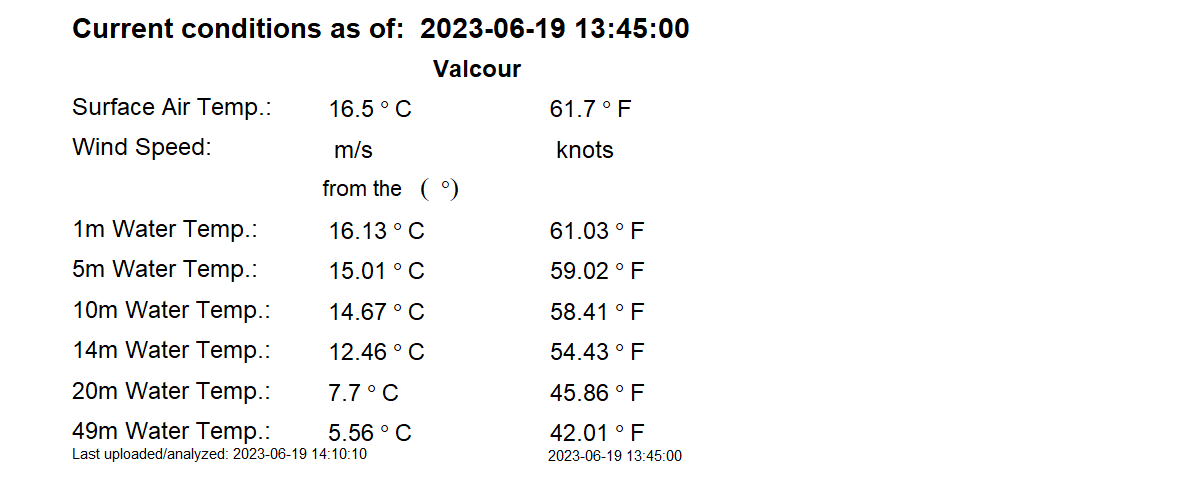 Current conditions as of: 2023-06-19 13:45:00
Valcour
Surface Air Temp.: 16.5 ° C 61.7 ° F
Wind Speed: m/s knots
from the ( °)
1m Water Temp.: 16.13 ° C 61.03 ° F
5m Water Temp.: 15.01 ° C 59.02 ° F
10m Water Temp.: 14.67 ° C 58.41 ° F
14m Water Temp.: 12.46 ° C 54.43 ° F
20m Water Temp.: 7.7 ° C 45.86 ° F
49m Water Temp.: 5.56 ° C 42.01 ° F
Last uploaded/analyzed: 2023-06-19 14:10:10 2023-06-19 13:45:00